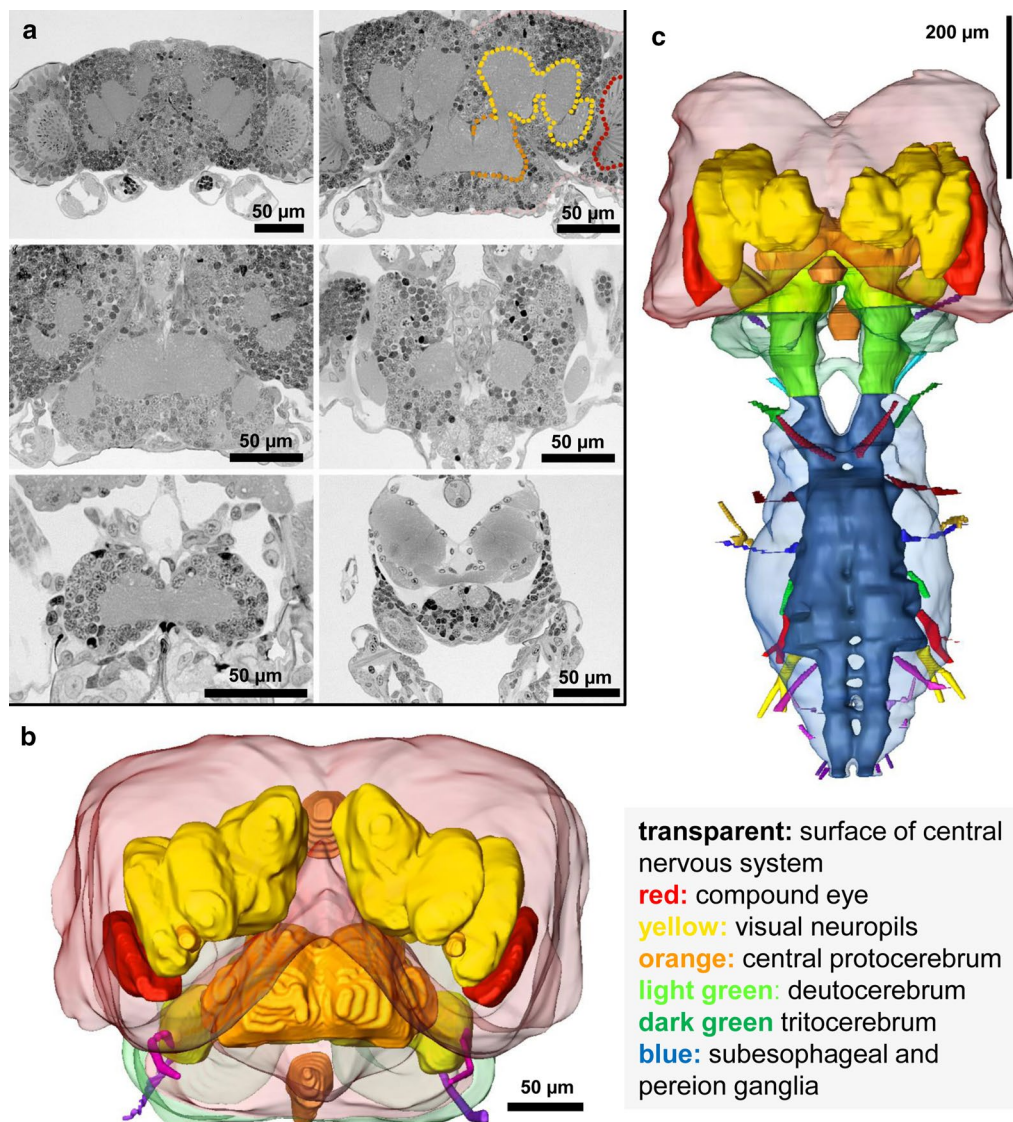 a
50 µm
50 µm
50 µm
50 µm
50 µm
50 µm
b
50 µm
c
200 µm
transparent: surface of central
nervous system
red: compound eye
yellow: visual neuropils
orange: central protocerebrum
light green: deutocerebrum
dark green tritocerebrum
blue: subesophageal and
pereion ganglia